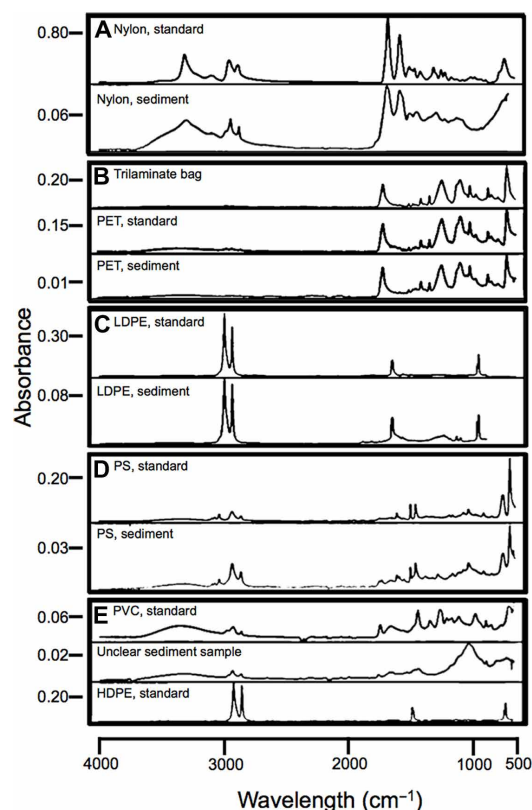 A Nylon, standard
0.80
Nylon, sediment
0.06
B Trilaminate bag
0.20
PET, standard
0.15
PET, sediment
0.01
C LDPE, standard
0.30
LDPE, sediment
0.08
D PS, standard
0.20
PS, sediment
0.03
E PVC, standard
0.06
Unclear sediment sample
0.02
HDPE, standard
0.20
Absorbance
4000 3000 2000 1000 500
Wavelength (cm⁻¹)